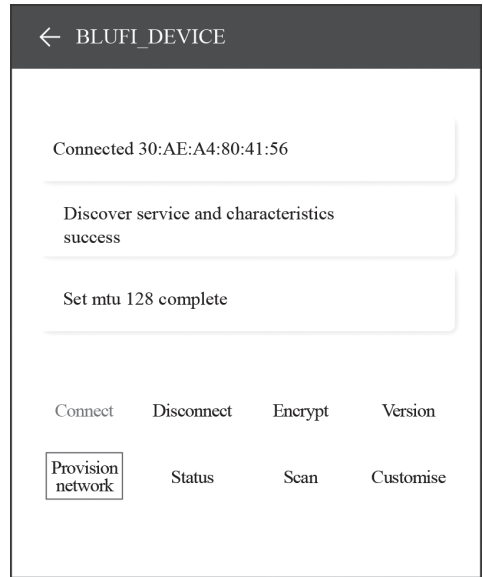 ← BLUFI_DEVICE
Connected 30:AE:A4:80:41:56
Discover service and characteristics
success
Set mtu 128 complete
Connect Disconnect Encrypt Version
Provision
network Status Scan Customise